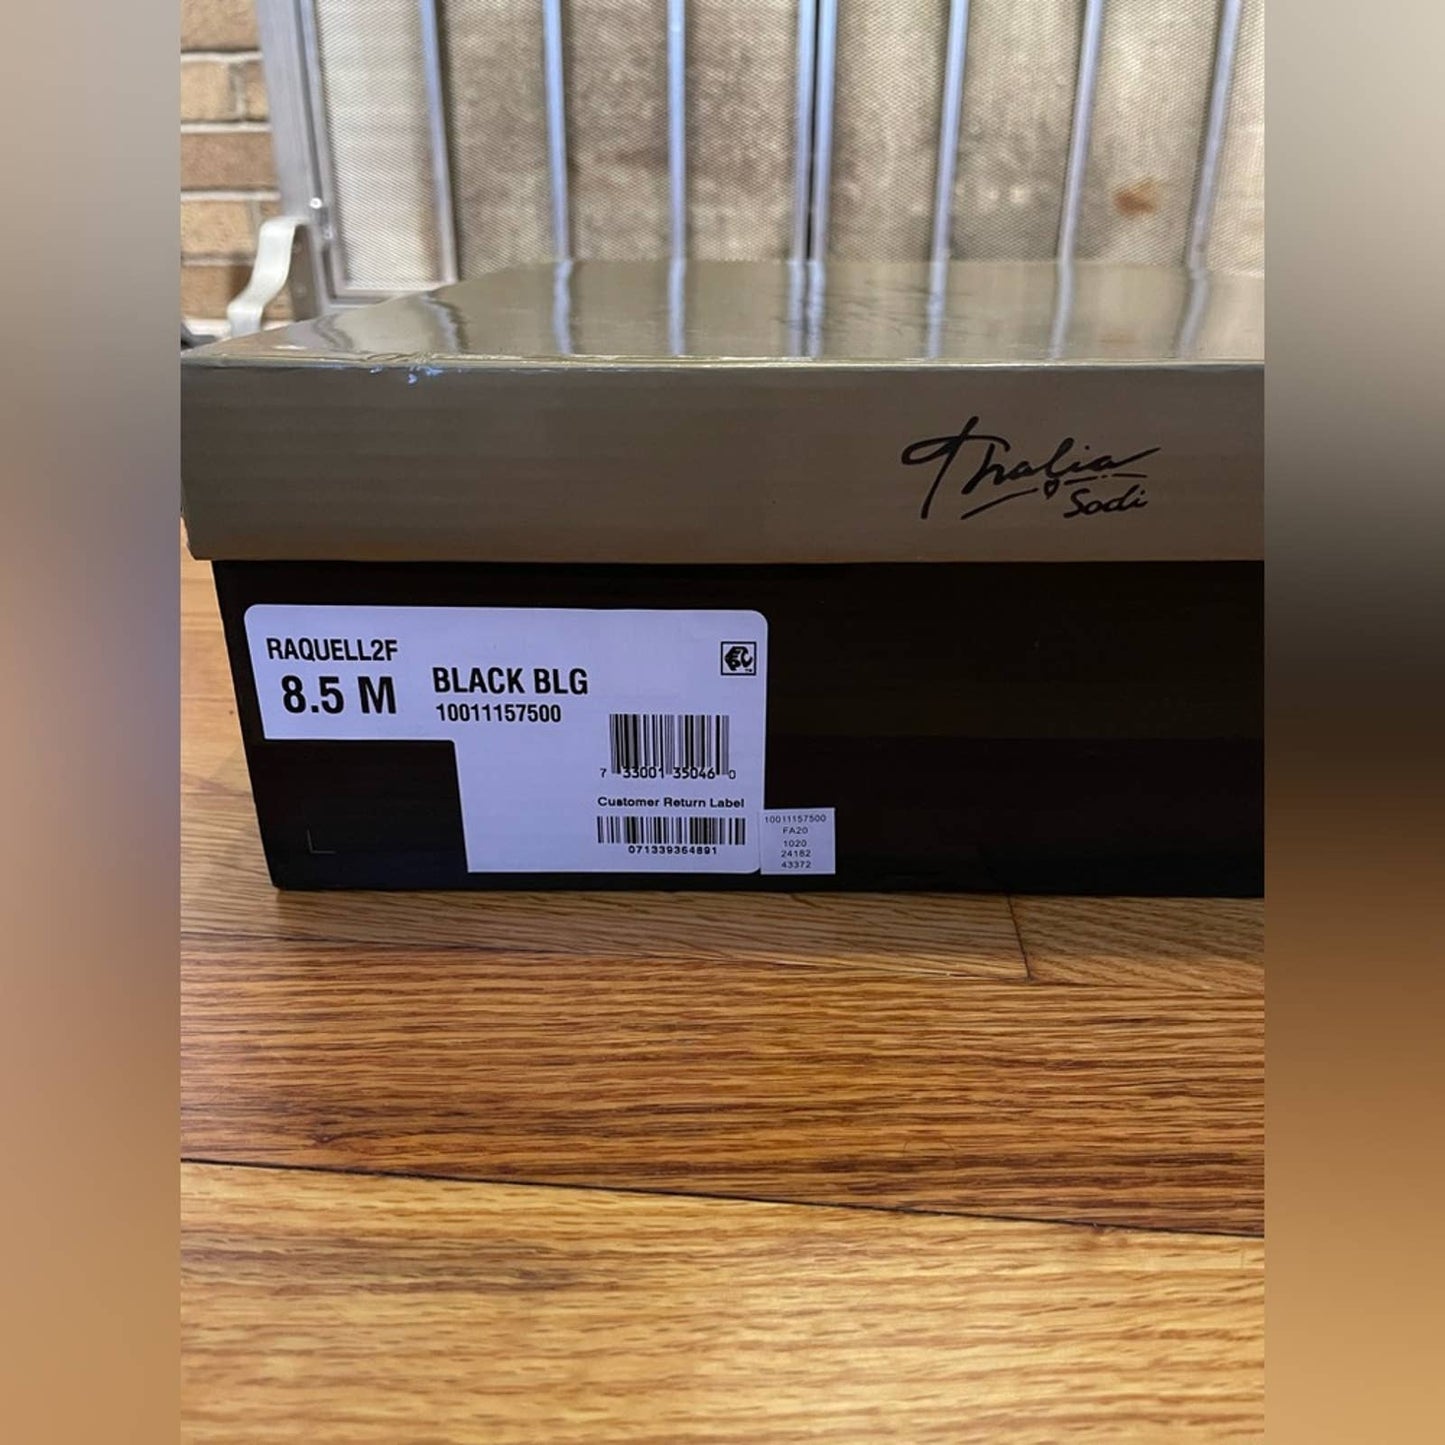 Thalia
Sodi
RAQUELL2F
8.5 M
BLACK BLG
10011157500
7 33001 35046 0
Customer Return Label
071339364891
10011157500
FA20
1020
24182
43372